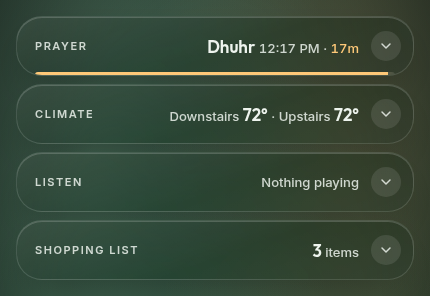 PRAYER Dhuhr 12:17 PM · 17m
CLIMATE Downstairs 72° · Upstairs 72°
LISTEN Nothing playing
SHOPPING LIST 3 items